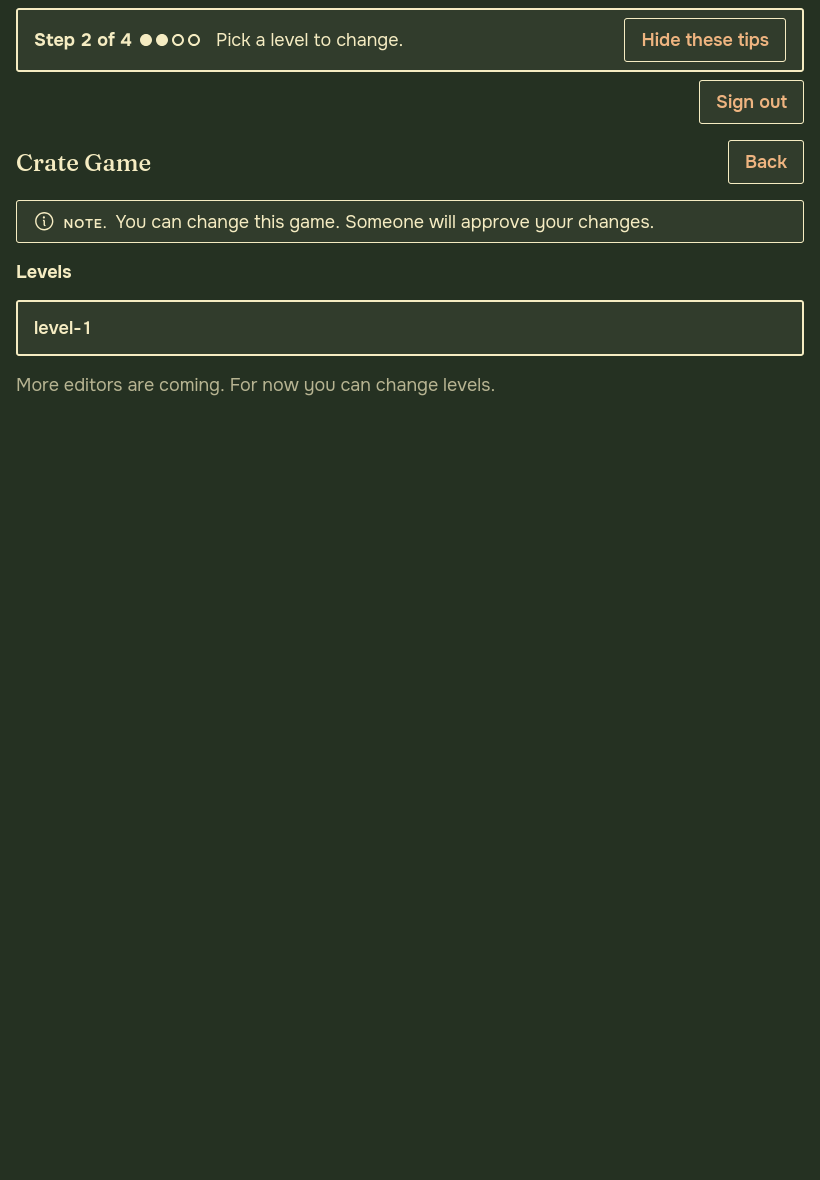 Step 2 of 4 Pick a level to change. Hide these tips
Sign out
Crate Game Back
NOTE. You can change this game. Someone will approve your changes.
Levels
level-1
More editors are coming. For now you can change levels.